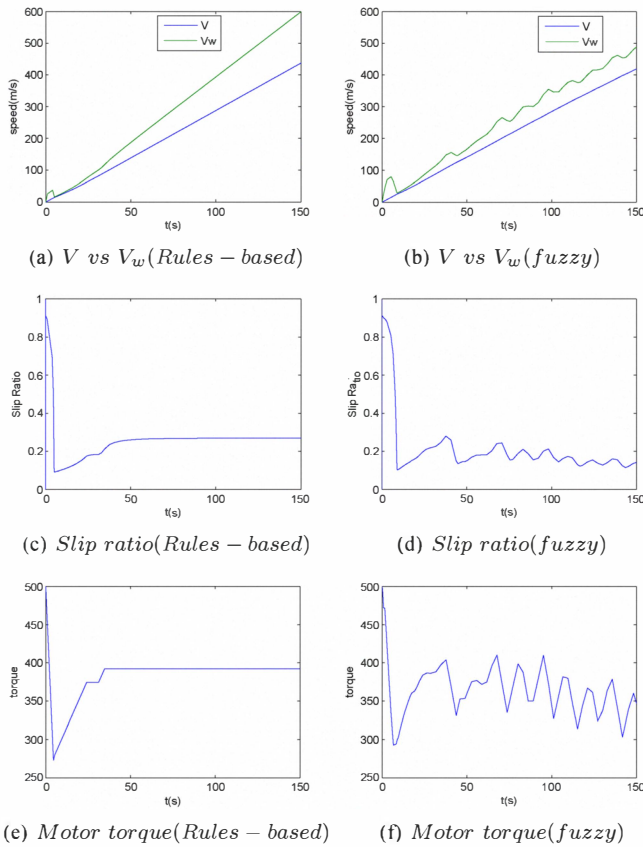 600
500
400
300
200
100
0
speed(m/s)
V
Vw
0 50 100 150
t(s)
(a) V vs Vw(Rules – based)
600
500
400
300
200
100
0
speed(m/s)
V
Vw
0 50 100 150
t(s)
(b) V vs Vw(fuzzy)
1
0.8
0.6
0.4
0.2
0
Slip Ratio
0 50 100 150
t(s)
(c) Slip ratio(Rules – based)
1
0.8
0.6
0.4
0.2
0
Slip Ratio
0 50 100 150
t(s)
(d) Slip ratio(fuzzy)
500
450
400
350
300
250
torque
0 50 100 150
t(s)
(e) Motor torque(Rules – based)
500
450
400
350
300
250
torque
0 50 100 150
t(s)
(f) Motor torque(fuzzy)